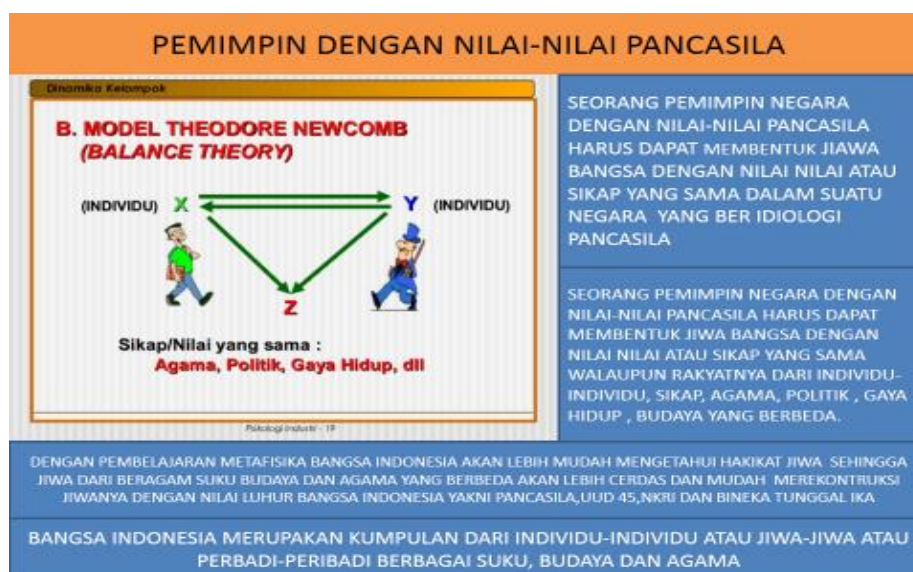 PEMIMPIN DENGAN NILAI-NILAI PANCASILA
Dinamika Kelompok
B. MODEL THEODORE NEWCOMB
(BALANCE THEORY)
(INDIVIDU) X
Y (INDIVIDU)
Z
Sikap/Nilai yang sama :
Agama, Politik, Gaya Hidup, dll
Psikologi Industri - 19
SEORANG PEMIMPIN NEGARA
DENGAN NILAI-NILAI PANCASILA
HARUS DAPAT MEMBENTUK JIAWA
BANGSA DENGAN NILAI NILAI ATAU
SIKAP YANG SAMA DALAM SUATU
NEGARA YANG BER IDIOLOGI
PANCASILA
SEORANG PEMIMPIN NEGARA DENGAN
NILAI-NILAI PANCASILA HARUS DAPAT
MEMBENTUK JIWA BANGSA DENGAN
NILAI NILAI ATAU SIKAP YANG SAMA
WALAUPUN RAKYATNYA DARI INDIVIDU-
INDIVIDU, SIKAP, AGAMA, POLITIK , GAYA
HIDUP , BUDAYA YANG BERBEDA.
DENGAN PEMBELAJARAN METAFISIKA BANGSA INDONESIA AKAN LEBIH MUDAH MENGETAHUI HAKIKAT JIWA SEHINGGA
JIWA DARI BERAGAM SUKU BUDAYA DAN AGAMA YANG BERBEDA AKAN LEBIH CERDAS DAN MUDAH MEREKONTRUKSI
JIWANYA DENGAN NILAI LUHUR BANGSA INDONESIA YAKNI PANCASILA,UUD 45,NKRI DAN BINEKA TUNGGAL IKA
BANGSA INDONESIA MERUPAKAN KUMPULAN DARI INDIVIDU-INDIVIDU ATAU JIWA-JIWA ATAU
PERBADI-PERIBADI BERBAGAI SUKU, BUDAYA DAN AGAMA